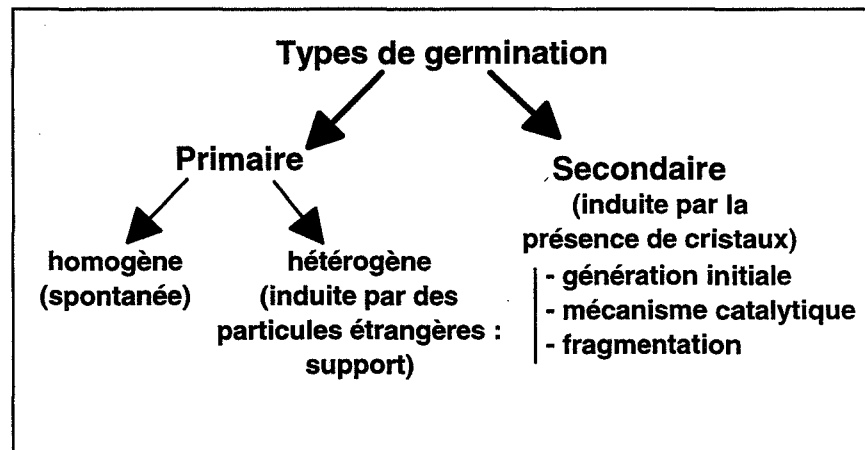 Types de germination
Primaire
homogène
(spontanée)
hétérogène
(induite par des
particules étrangères :
support)
Secondaire
(induite par la
présence de cristaux)
- génération initiale
- mécanisme catalytique
- fragmentation